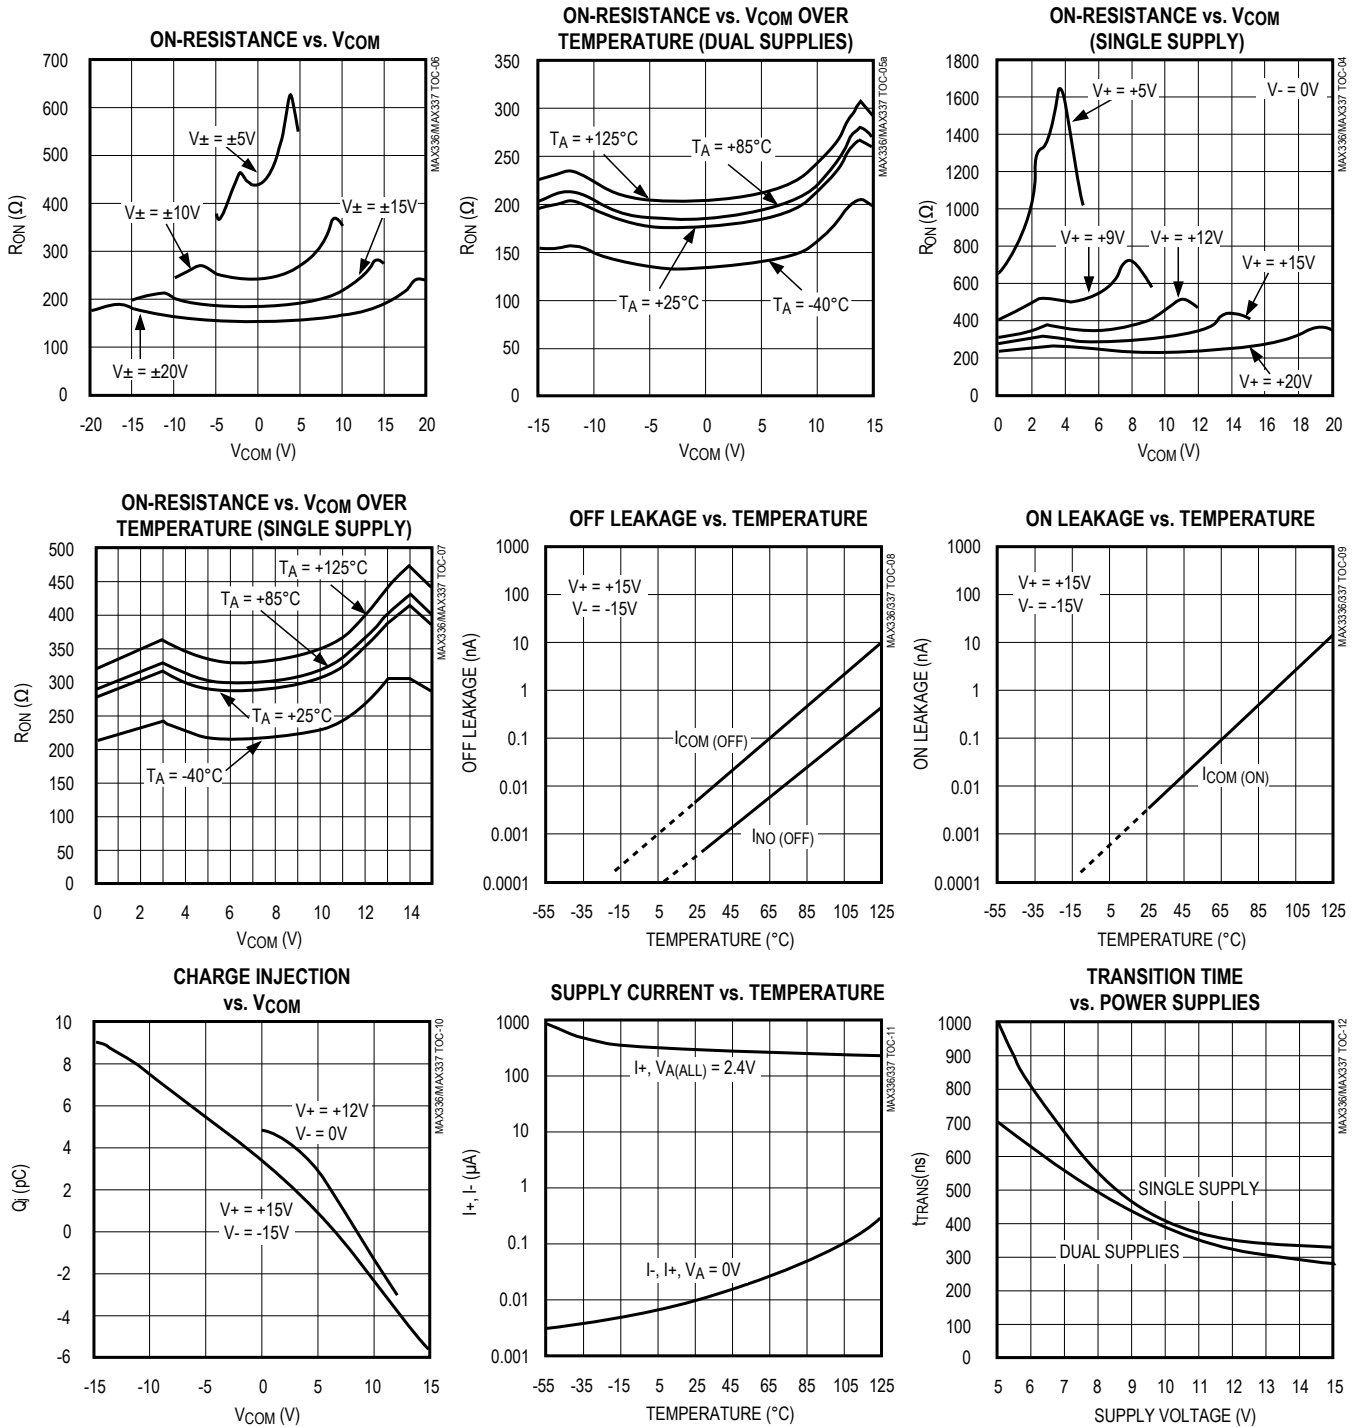 ON-RESISTANCE vs. VCOM
700
600
500
400
300
200
100
0
RON (Ω)
V± = ±5V
V± = ±10V
V± = ±15V
V± = ±20V
-20 -15 -10 -5 0 5 10 15 20
VCOM (V)
MAX336/MAX337 TOC-06
ON-RESISTANCE vs. VCOM OVER
TEMPERATURE (DUAL SUPPLIES)
350
300
250
200
150
100
50
0
RON (Ω)
TA = +125°C
TA = +85°C
TA = +25°C
TA = -40°C
-15 -10 -5 0 5 10 15
VCOM (V)
MAX336/MAX337 TOC-05a
ON-RESISTANCE vs. VCOM
(SINGLE SUPPLY)
1800
1600
1400
1200
1000
800
600
400
200
0
RON (Ω)
V+ = +5V
V- = 0V
V+ = +9V
V+ = +12V
V+ = +15V
V+ = +20V
0 2 4 6 8 10 12 14 16 18 20
VCOM (V)
MAX336/MAX337 TOC-04
ON-RESISTANCE vs. VCOM OVER
TEMPERATURE (SINGLE SUPPLY)
500
450
400
350
300
250
200
150
100
50
0
RON (Ω)
TA = +125°C
TA = +85°C
TA = +25°C
TA = -40°C
0 2 4 6 8 10 12 14
VCOM (V)
MAX336/MAX337 TOC-07
OFF LEAKAGE vs. TEMPERATURE
1000
100
10
1
0.1
0.01
0.001
0.0001
OFF LEAKAGE (nA)
V+ = +15V
V- = -15V
ICOM (OFF)
INO (OFF)
-55 -35 -15 5 25 45 65 85 105 125
TEMPERATURE (°C)
MAX3336/337 TOC-08
ON LEAKAGE vs. TEMPERATURE
1000
100
10
1
0.1
0.01
0.001
0.0001
ON LEAKAGE (nA)
V+ = +15V
V- = -15V
ICOM (ON)
-55 -35 -15 5 25 45 65 85 105 125
TEMPERATURE (°C)
MAX3336/337 TOC-09
CHARGE INJECTION
vs. VCOM
10
8
6
4
2
0
-2
-4
-6
Qj (pC)
V+ = +12V
V- = 0V
V+ = +15V
V- = -15V
-15 -10 -5 0 5 10 15
VCOM (V)
MAX336/MAX337 TOC-10
SUPPLY CURRENT vs. TEMPERATURE
1000
100
10
1
0.1
0.01
0.001
I+, I- (µA)
I+, VA(ALL) = 2.4V
I-, I+, VA = 0V
-55 -35 -15 5 25 45 65 85 105 125
TEMPERATURE (°C)
MAX336/337 TOC-11
TRANSITION TIME
vs. POWER SUPPLIES
1000
900
800
700
600
500
400
300
200
100
0
tTRANS(ns)
SINGLE SUPPLY
DUAL SUPPLIES
5 6 7 8 9 10 11 12 13 14 15
SUPPLY VOLTAGE (V)
MAX336/MAX337 TOC-12